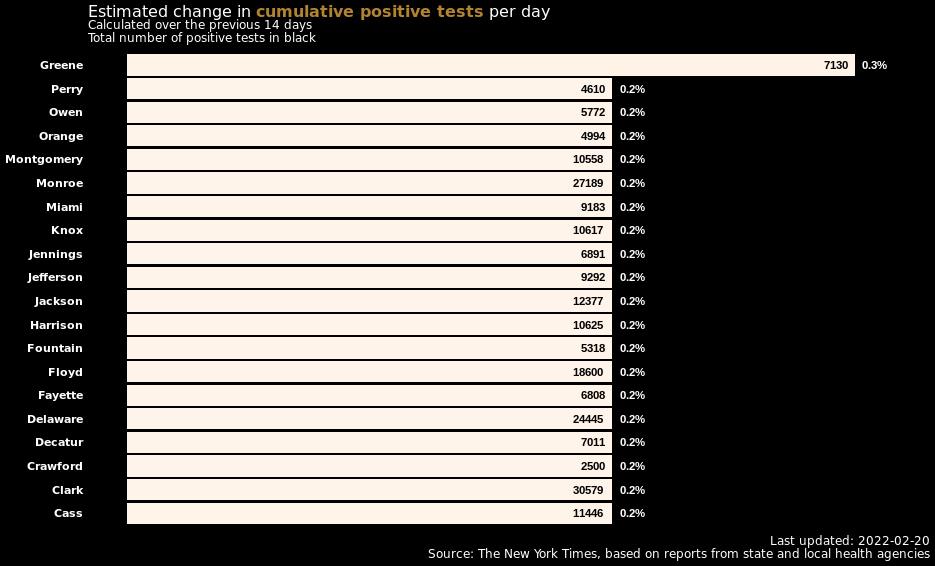 Estimated change in cumulative positive tests per day
Calculated over the previous 14 days
Total number of positive tests in black
Greene 7130 0.3%
Perry 4610 0.2%
Owen 5772 0.2%
Orange 4994 0.2%
Montgomery 10558 0.2%
Monroe 27189 0.2%
Miami 9183 0.2%
Knox 10617 0.2%
Jennings 6891 0.2%
Jefferson 9292 0.2%
Jackson 12377 0.2%
Harrison 10625 0.2%
Fountain 5318 0.2%
Floyd 18600 0.2%
Fayette 6808 0.2%
Delaware 24445 0.2%
Decatur 7011 0.2%
Crawford 2500 0.2%
Clark 30579 0.2%
Cass 11446 0.2%
Last updated: 2022-02-20
Source: The New York Times, based on reports from state and local health agencies